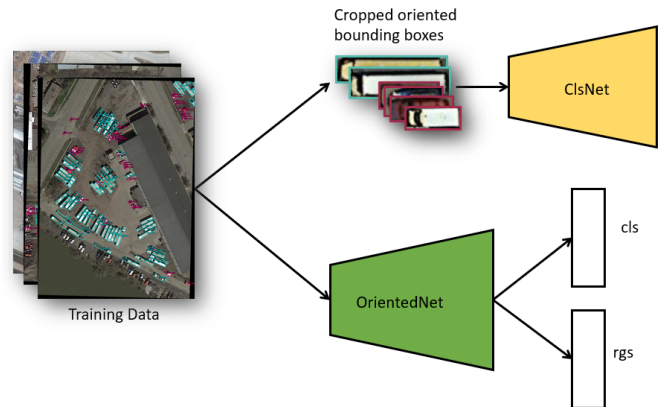 Cropped oriented
bounding boxes
ClsNet
Training Data
OrientedNet
cls
rgs